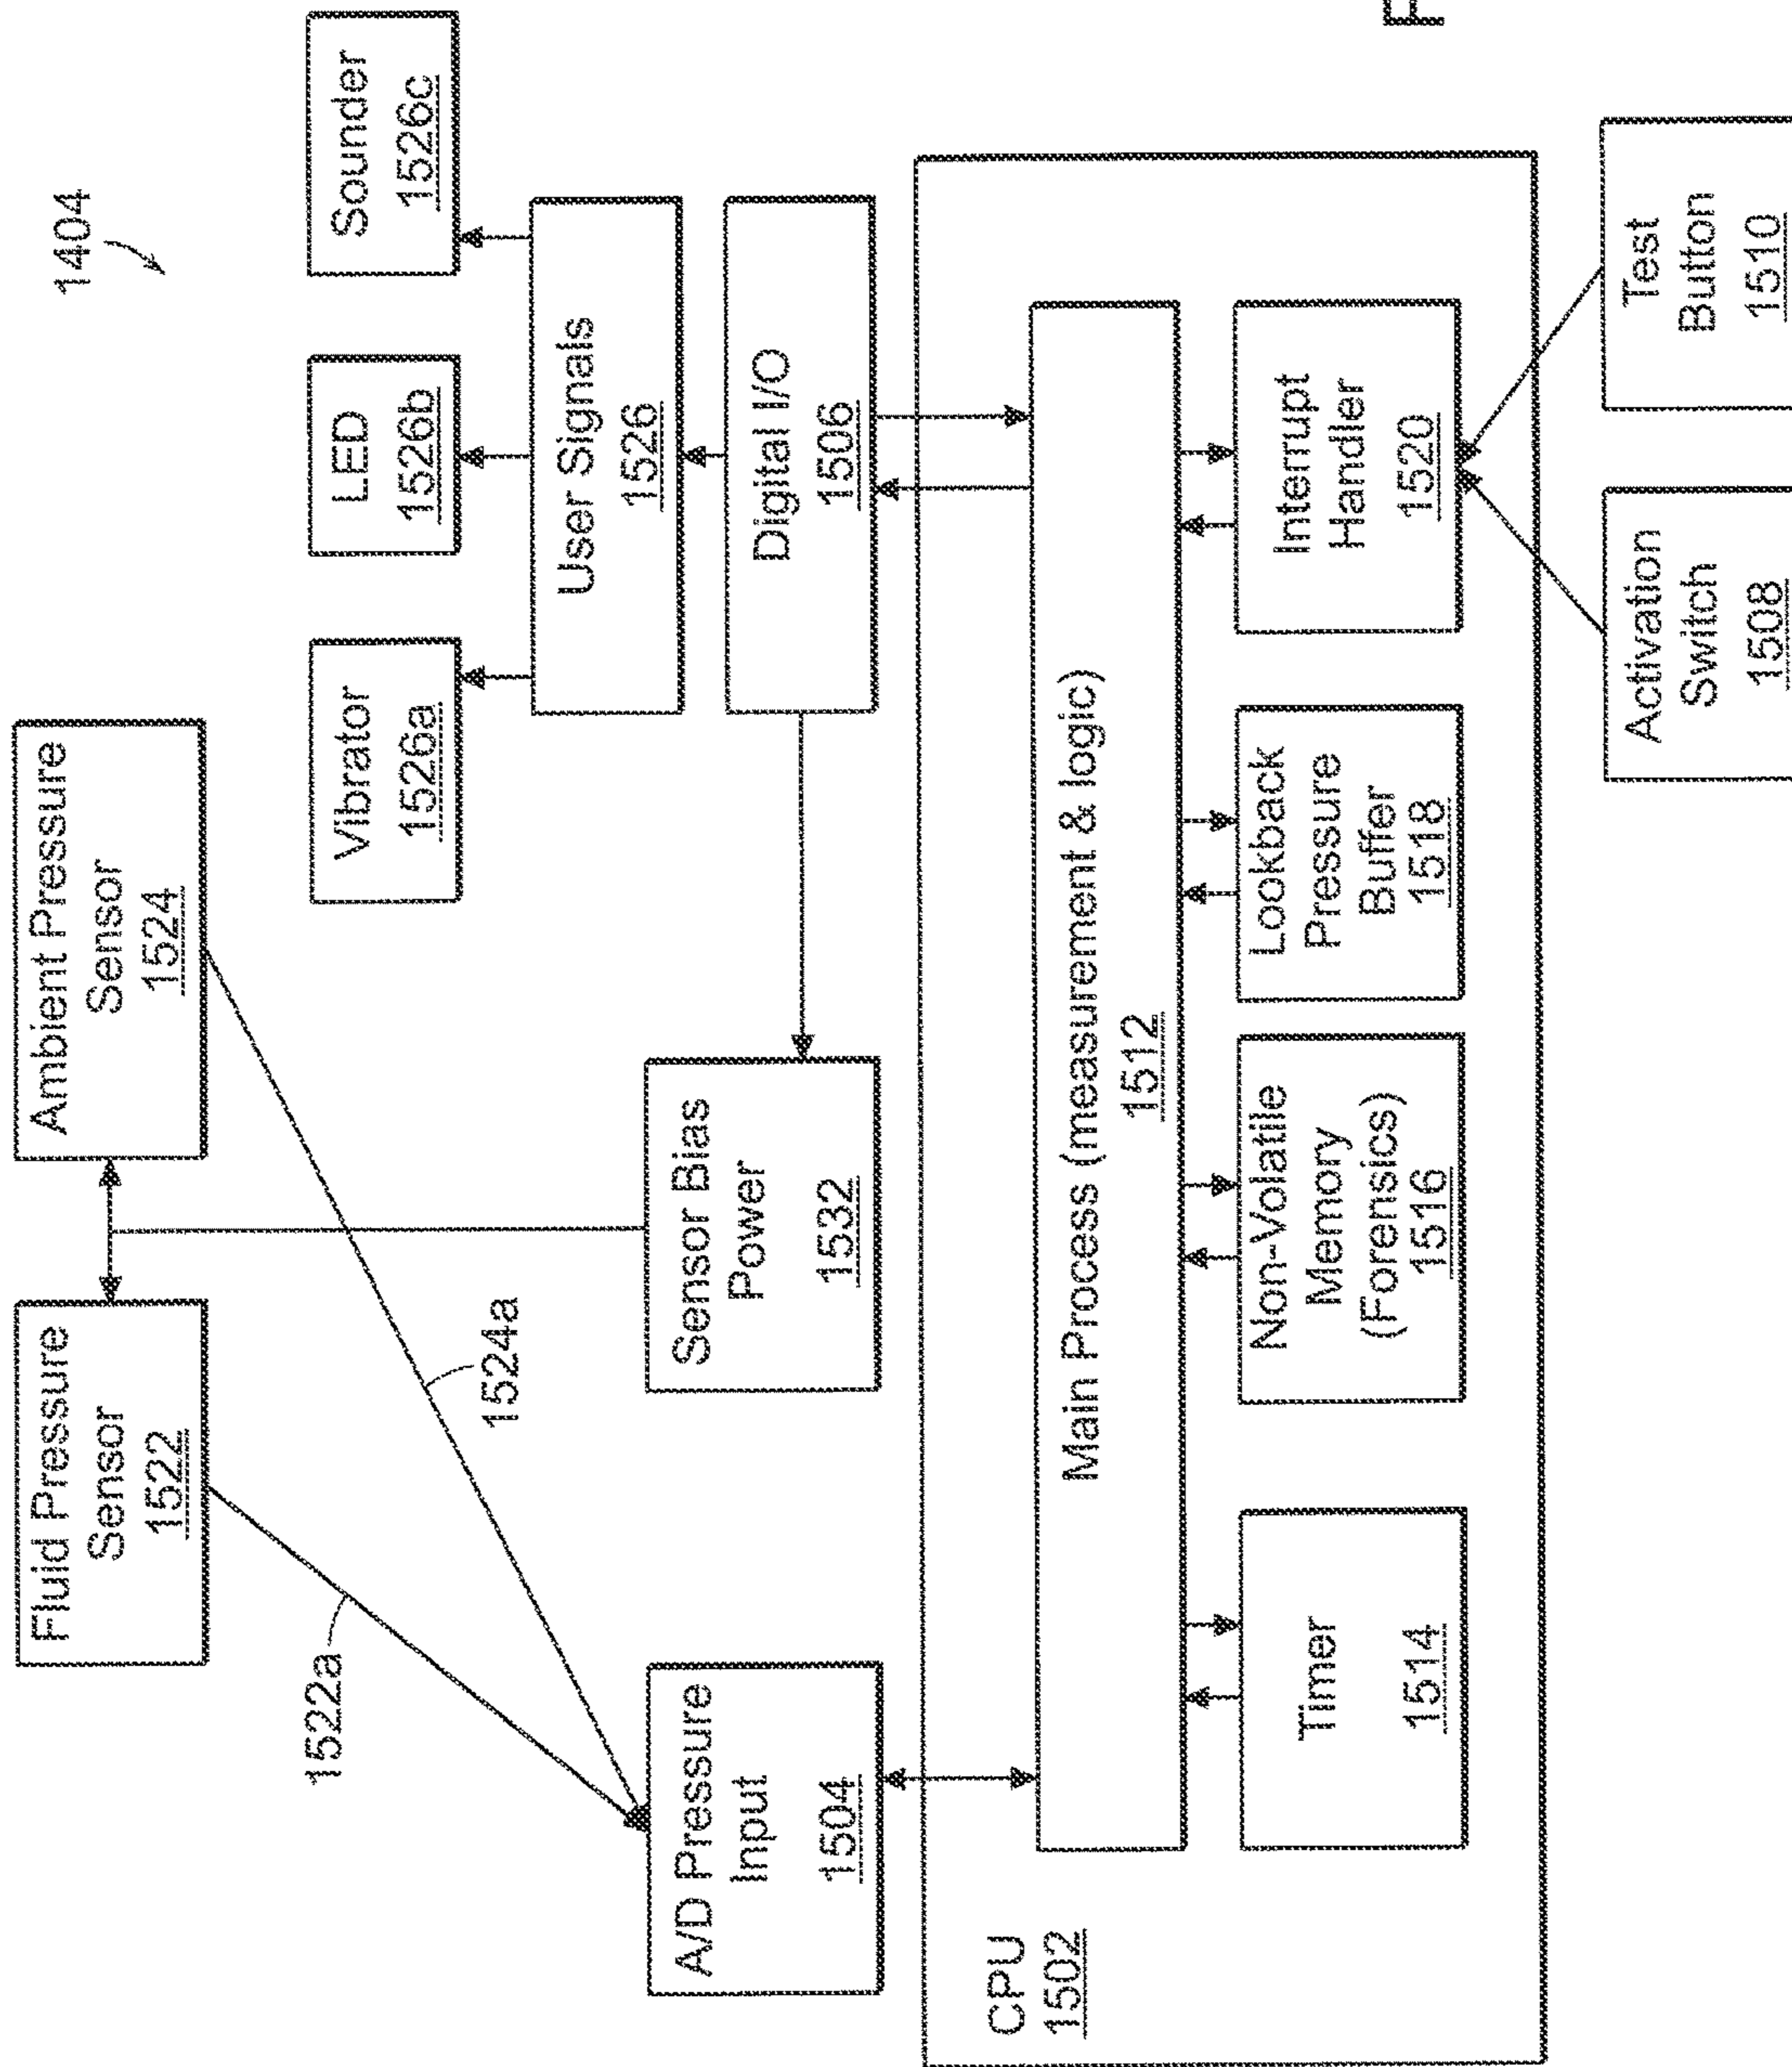 1404
Fluid Pressure
Sensor
1522
Ambient Pressure
Sensor
1524
1522a
1524a
Vibrator
1526a
LED
1526b
Sounder
1526c
User Signals
1526
A/D Pressure
Input
1504
Sensor Bias
Power
1532
Digital I/O
1506
CPU
1502
Main Process (measurement & logic)
1512
Timer
1514
Non-Volatile
Memory
(Forensics)
1516
Lookback
Pressure
Buffer
1518
Interrupt
Handler
1520
Activation
Switch
1508
Test
Button
1510